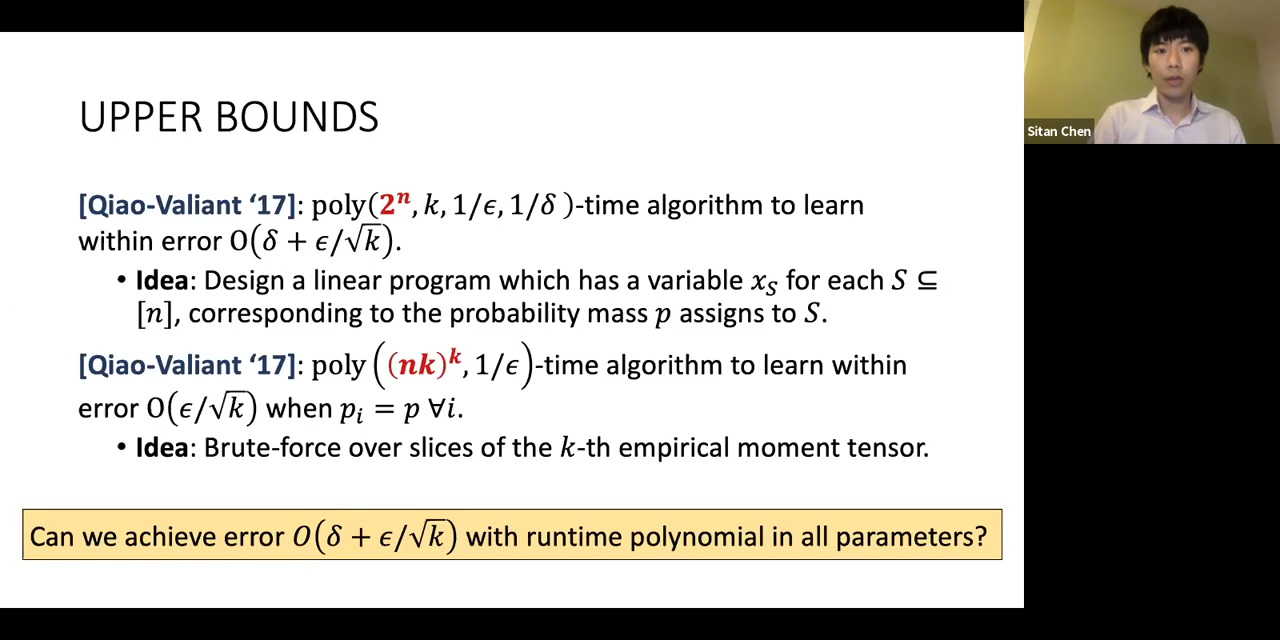 UPPER BOUNDS
[Qiao-Valiant ‘17]: poly(2ⁿ, k, 1/ϵ, 1/δ )-time algorithm to learn
within error O(δ + ϵ/√k).
• Idea: Design a linear program which has a variable x_S for each S ⊆
[n], corresponding to the probability mass p assigns to S.
[Qiao-Valiant ‘17]: poly((nk)ᵏ, 1/ϵ)-time algorithm to learn within
error O(ϵ/√k) when p_i = p ∀i.
• Idea: Brute-force over slices of the k-th empirical moment tensor.
Can we achieve error O(δ + ϵ/√k) with runtime polynomial in all parameters?
Sitan Chen